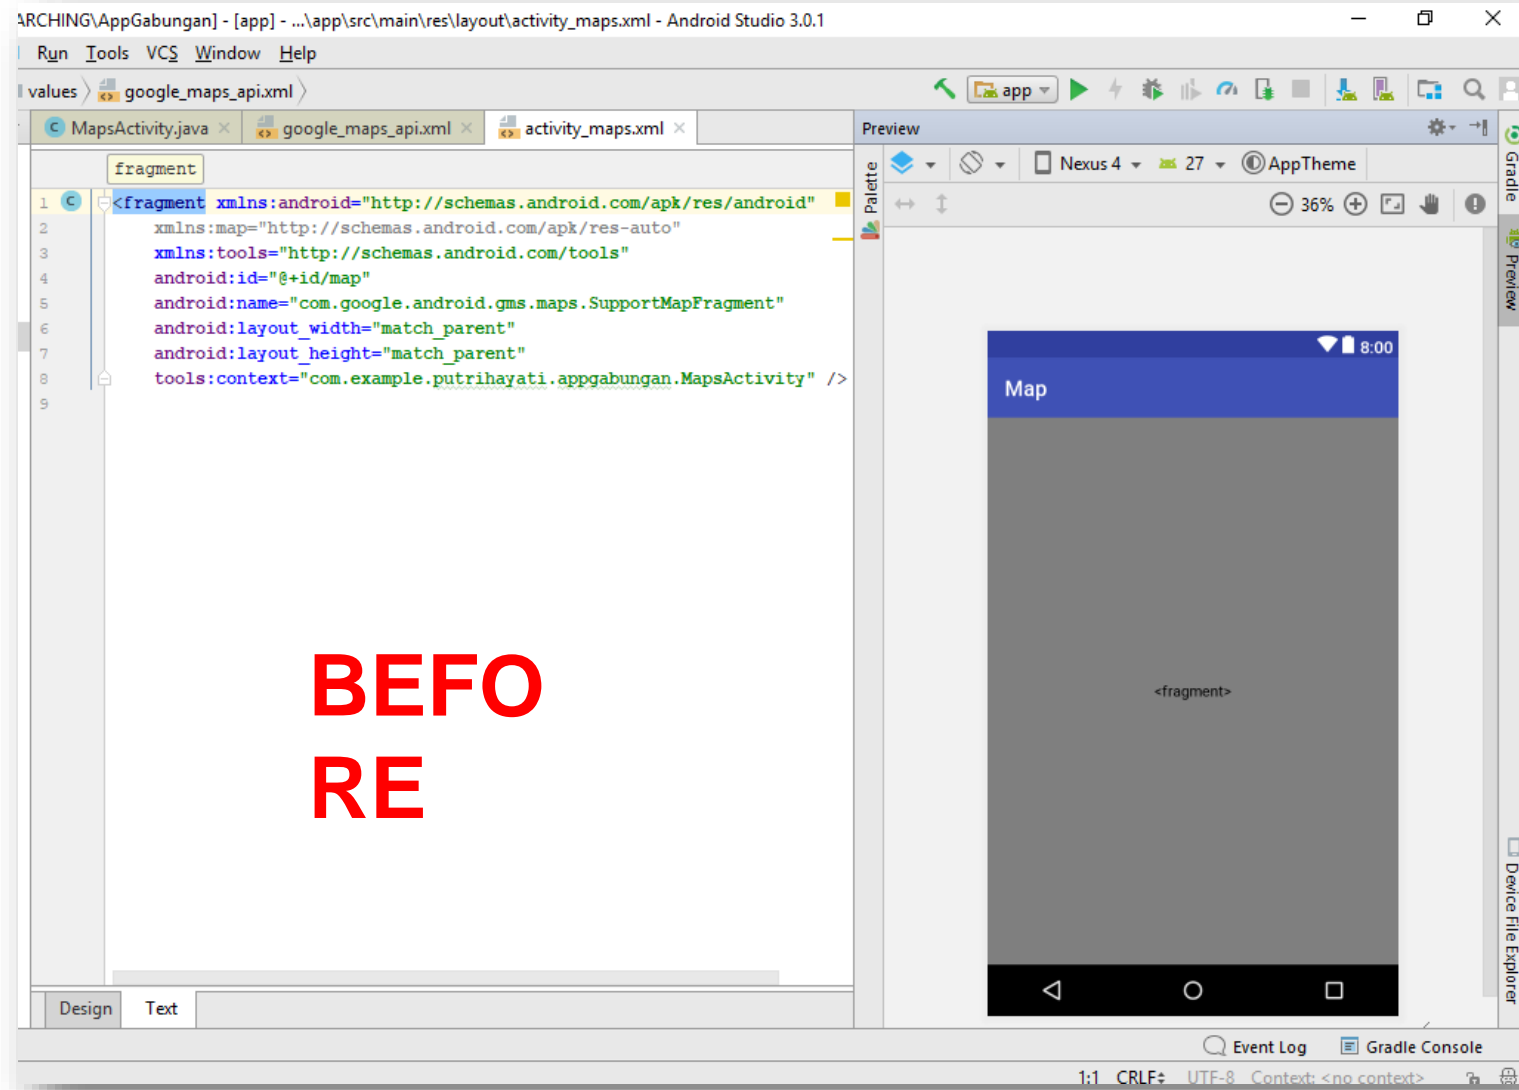 ARCHING\AppGabungan] - [app] - ...\app\src\main\res\layout\activity_maps.xml - Android Studio 3.0.1
Run Tools VCS Window Help
values google_maps_api.xml
app
MapsActivity.java google_maps_api.xml activity_maps.xml
Preview
fragment
Palette
Nexus 4 27 AppTheme
36%
Gradle
Preview
1 <fragment xmlns:android="http://schemas.android.com/apk/res/android"
2 xmlns:map="http://schemas.android.com/apk/res-auto"
3 xmlns:tools="http://schemas.android.com/tools"
4 android:id="@+id/map"
5 android:name="com.google.android.gms.maps.SupportMapFragment"
6 android:layout_width="match_parent"
7 android:layout_height="match_parent"
8 tools:context="com.example.putrihayati.appgabungan.MapsActivity" />
9
8:00
Map
<fragment>
BEFO
RE
Device File Explorer
Design Text
Event Log Gradle Console
1:1 CRLF UTF-8 Context: <no context>